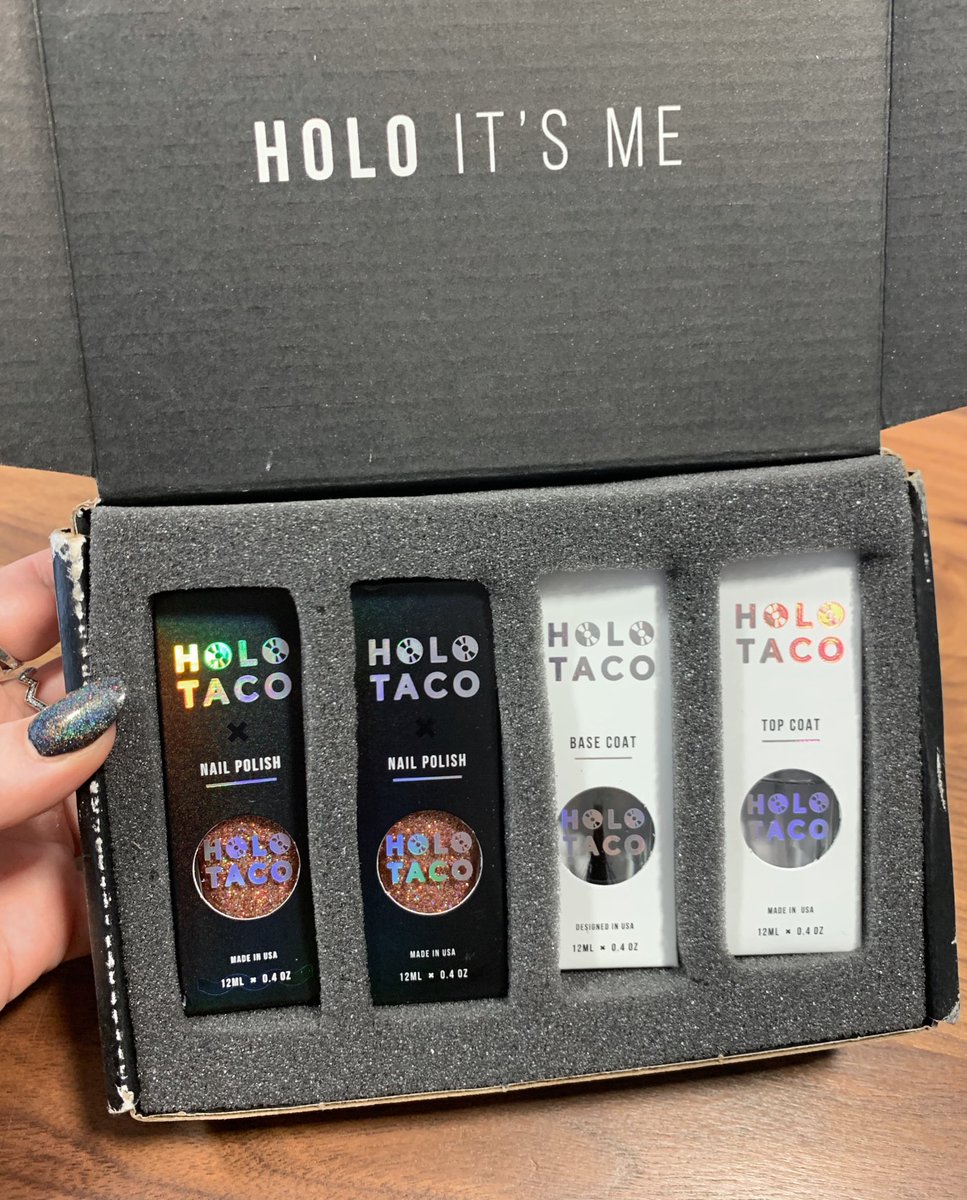 HOLO IT'S ME
HOLO
TACO
×
NAIL POLISH
HOLO
TACO
MADE IN USA
12ML × 0.4 OZ
HOLO
TACO
×
NAIL POLISH
HOLO
TACO
MADE IN USA
12ML × 0.4 OZ
HOLO
TACO
BASE COAT
HOLO
TACO
DESIGNED IN USA
12ML × 0.4 OZ
HOLO
TACO
TOP COAT
HOLO
TACO
MADE IN USA
12ML × 0.4 OZ